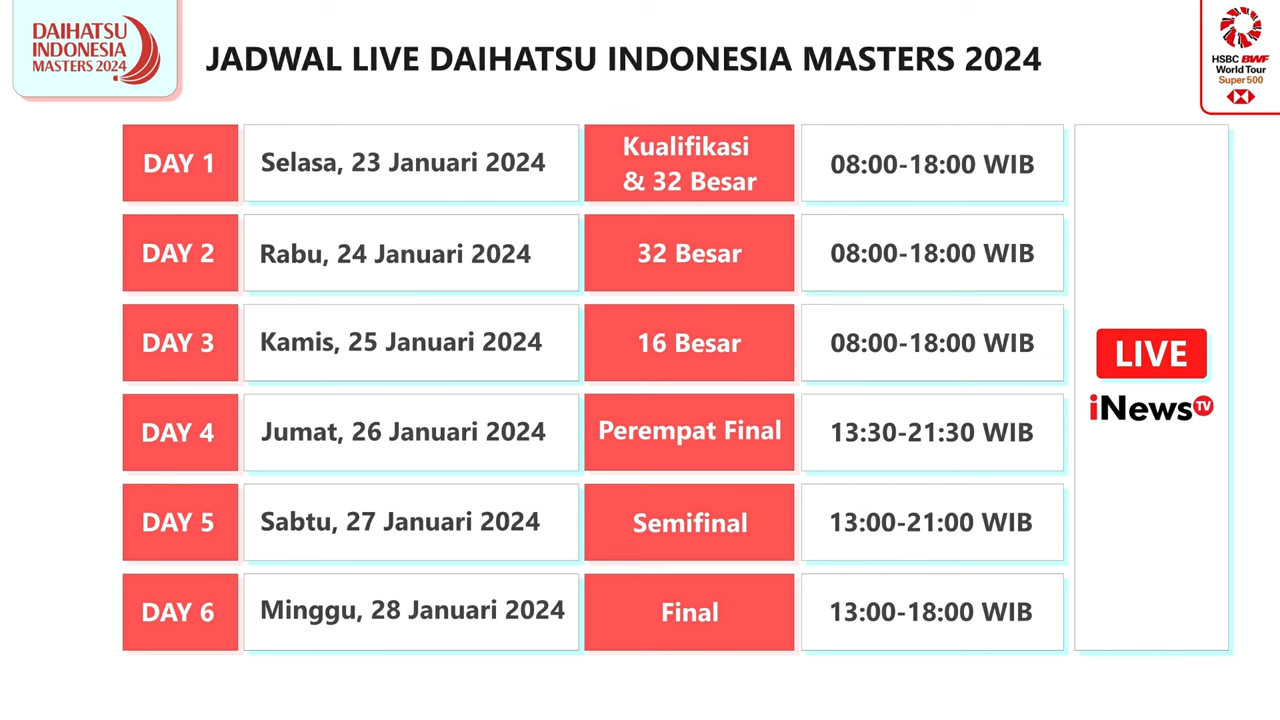 DAIHATSU
INDONESIA
MASTERS 2024
JADWAL LIVE DAIHATSU INDONESIA MASTERS 2024
HSBC BWF
World Tour
Super 500
DAY 1 Selasa, 23 Januari 2024 Kualifikasi & 32 Besar 08:00-18:00 WIB
DAY 2 Rabu, 24 Januari 2024 32 Besar 08:00-18:00 WIB
DAY 3 Kamis, 25 Januari 2024 16 Besar 08:00-18:00 WIB
DAY 4 Jumat, 26 Januari 2024 Perempat Final 13:30-21:30 WIB
DAY 5 Sabtu, 27 Januari 2024 Semifinal 13:00-21:00 WIB
DAY 6 Minggu, 28 Januari 2024 Final 13:00-18:00 WIB
LIVE
iNews TV